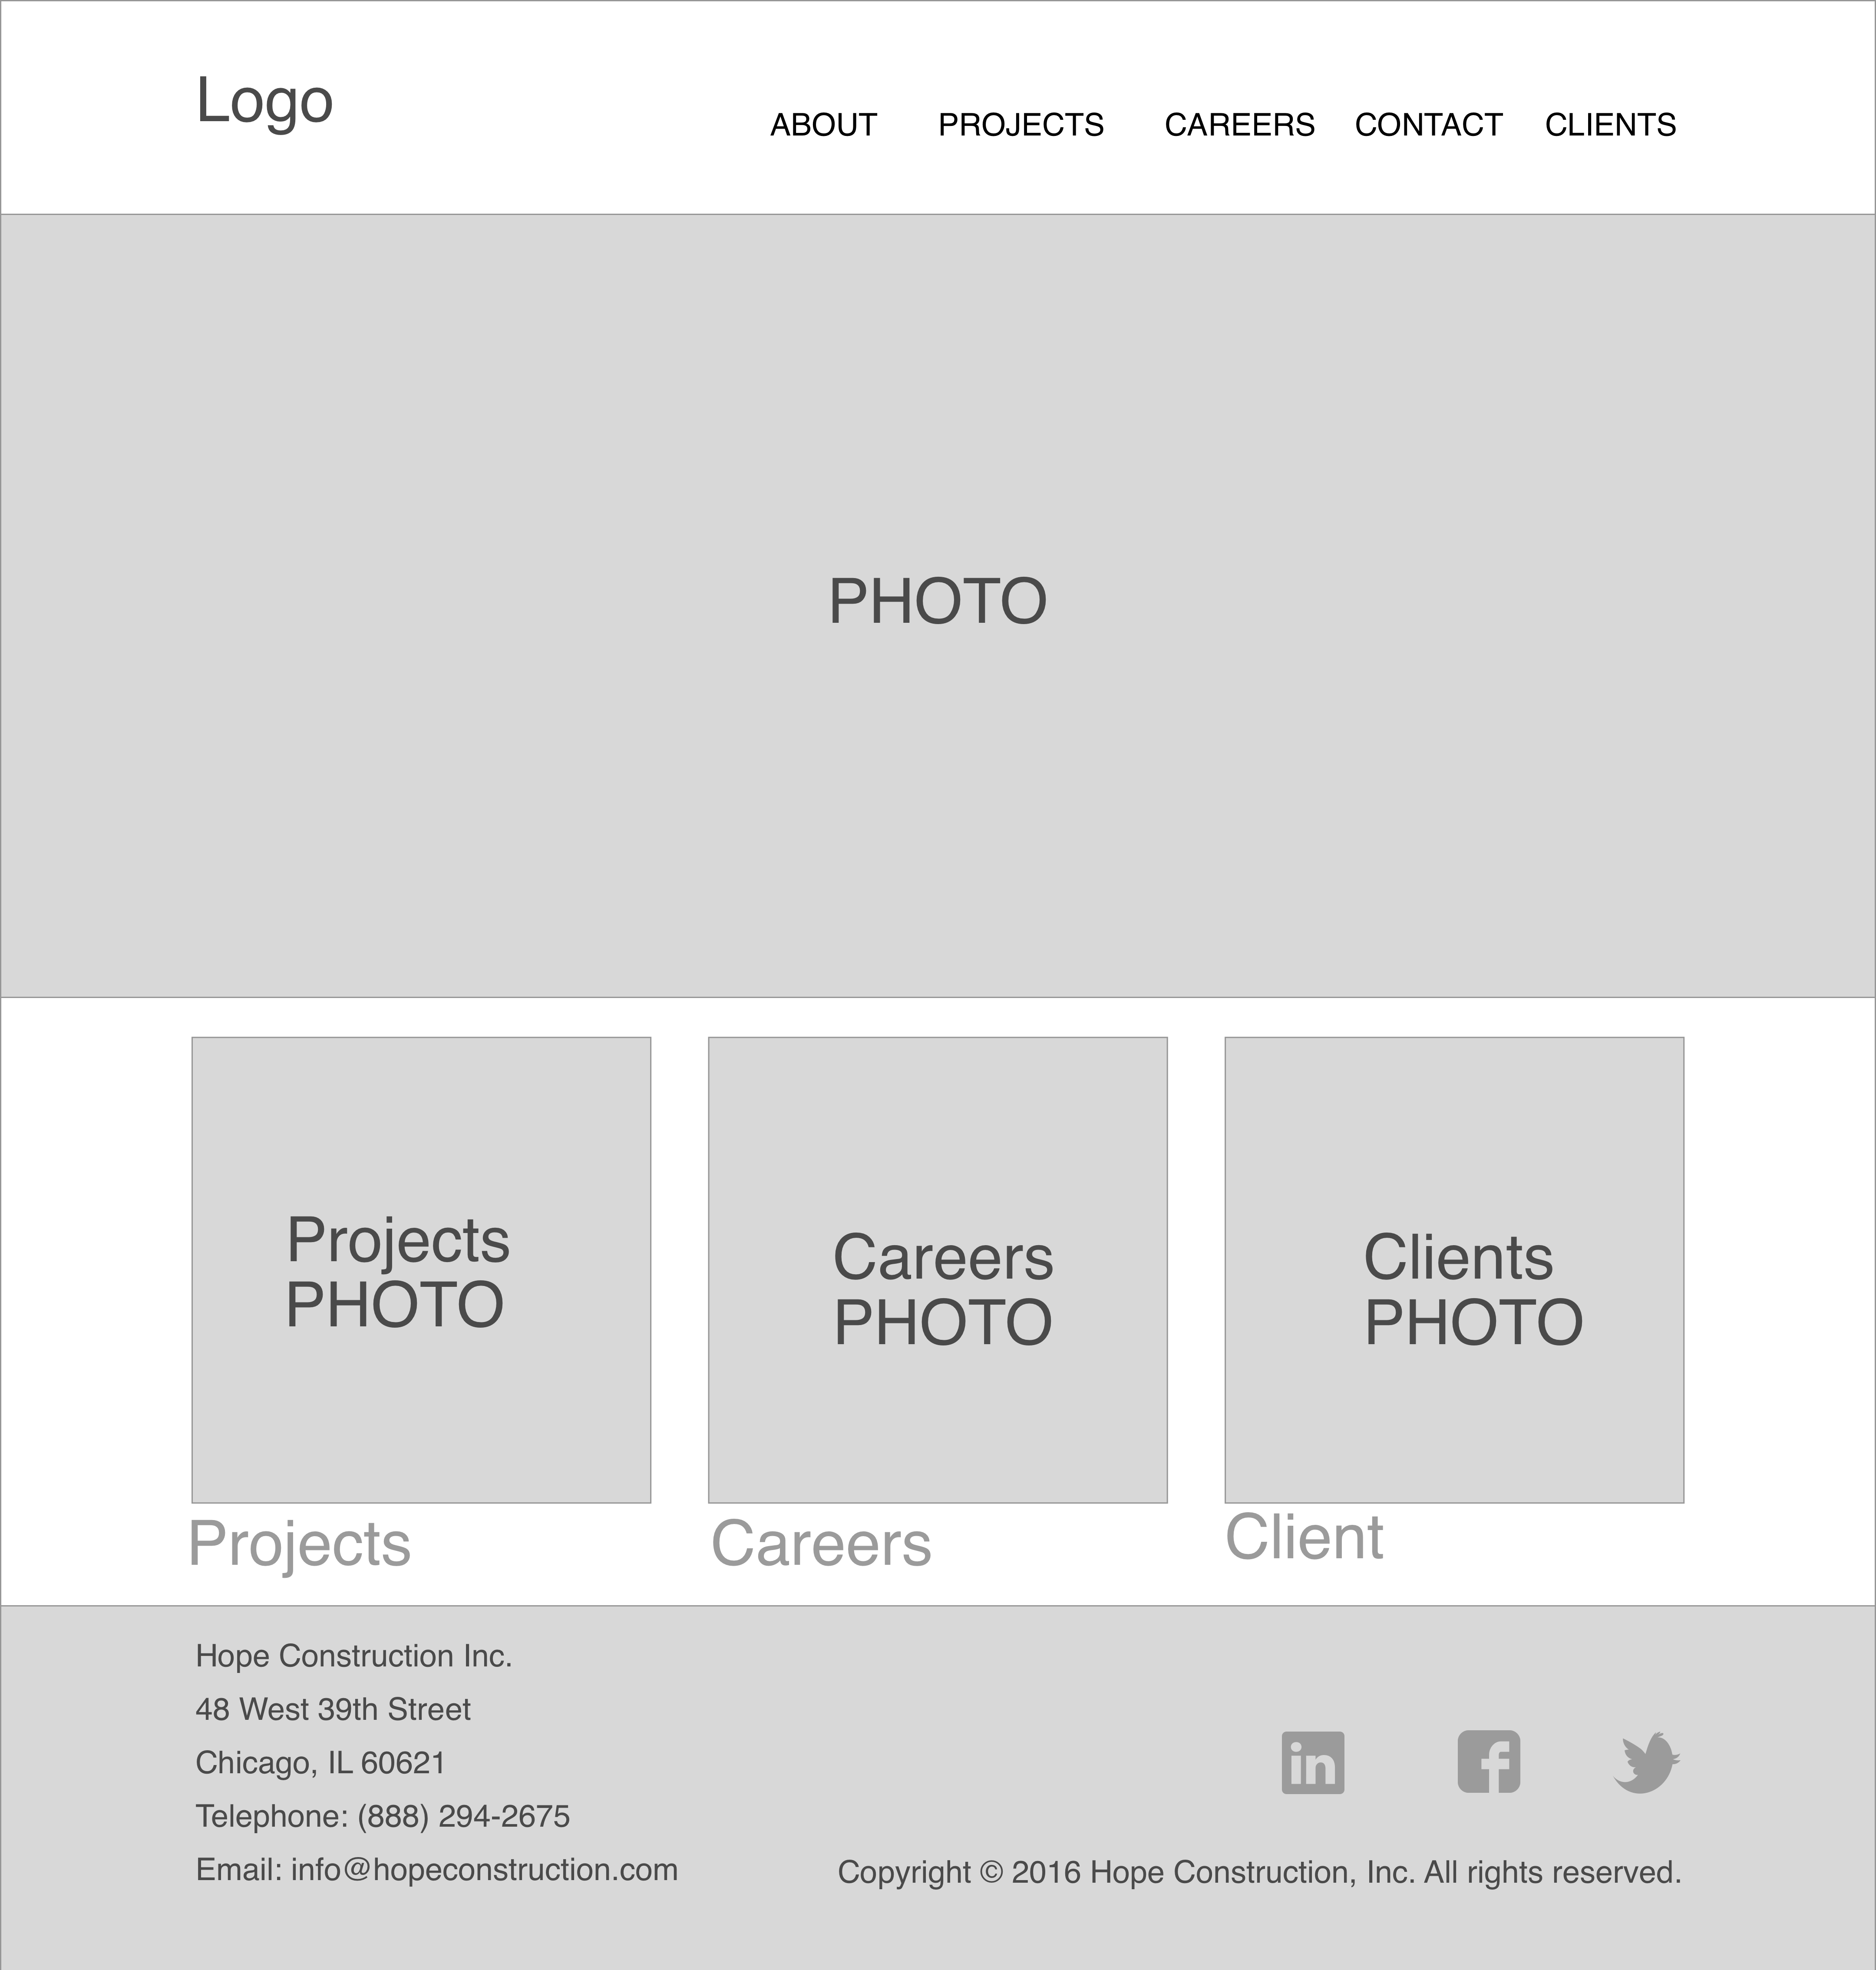 Logo
ABOUT PROJECTS CAREERS CONTACT CLIENTS
PHOTO
Projects
PHOTO
Careers
PHOTO
Clients
PHOTO
Projects
Careers
Client
Hope Construction Inc.
48 West 39th Street
Chicago, IL 60621
Telephone: (888) 294-2675
Email: info@hopeconstruction.com
in
f
Copyright © 2016 Hope Construction, Inc. All rights reserved.